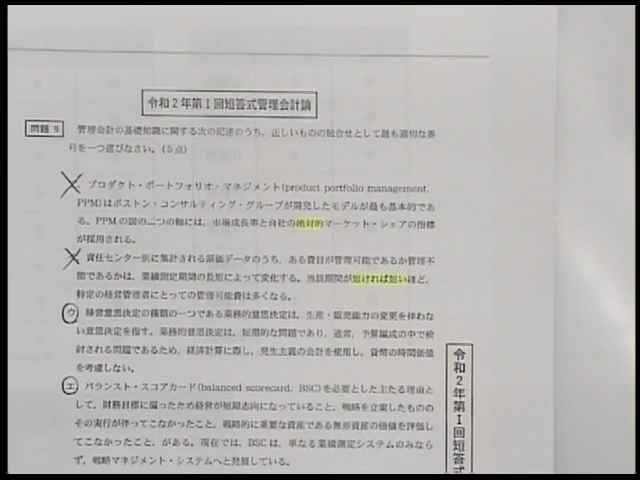 令和2年第Ⅰ回短答式管理会計論
問題 9 管理会計の基礎知識に関する次の記述のうち,正しいものの組合せとして最も適切な番
号を一つ選びなさい。(5点)
プロダクト・ポートフォリオ・マネジメント(product portfolio management,
PPM)はボストン・コンサルティング・グループが開発したモデルが最も基本的であ
る。PPMの図の二つの軸には,市場成長率と自社の絶対的マーケット・シェアの指標
が採用される。
責任センター別に集計される原価データのうち,ある費目が管理可能であるか管理不
能であるかは,業績測定期間の長短によって変化する。当該期間が短ければ短いほど,
特定の経営管理者にとっての管理可能費は多くなる。
ウ 経営意思決定の種類の一つである業務的意思決定は,生産・販売能力の変更を伴わな
い意思決定を指す。業務的意思決定は,短期的な問題であり,通常,予算編成の中で検
討される問題であるため,経済計算に際し,発生主義の会計を使用し,貨幣の時間価値
を考慮しない。
エ バランスト・スコアカード(balanced scorecard, BSC)を必要とした主たる理由と
して,財務目標に偏ったため経営が短期志向になっていること,戦略を立案したものの
その実行が伴ってこなかったこと,戦略的に重要な資産である無形資産の価値を評価し
てこなかったこと,がある。現在では,BSCは,単なる業績測定システムのみなら
ず,戦略マネジメント・システムへと発展している。
令和2年第Ⅰ回短答式